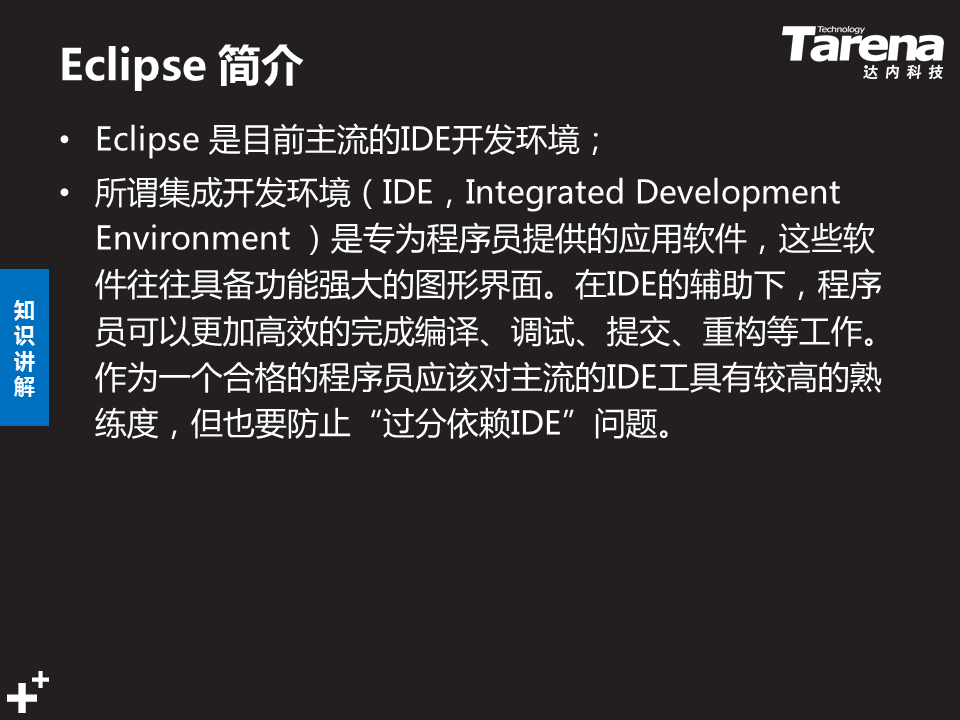 Eclipse 简介
Technology
Tarena
达内科技
• Eclipse 是目前主流的IDE开发环境；
• 所谓集成开发环境（IDE，Integrated Development
Environment ）是专为程序员提供的应用软件，这些软
件往往具备功能强大的图形界面。在IDE的辅助下，程序
员可以更加高效的完成编译、调试、提交、重构等工作。
作为一个合格的程序员应该对主流的IDE工具有较高的熟
练度，但也要防止“过分依赖IDE”问题。
知
识
讲
解